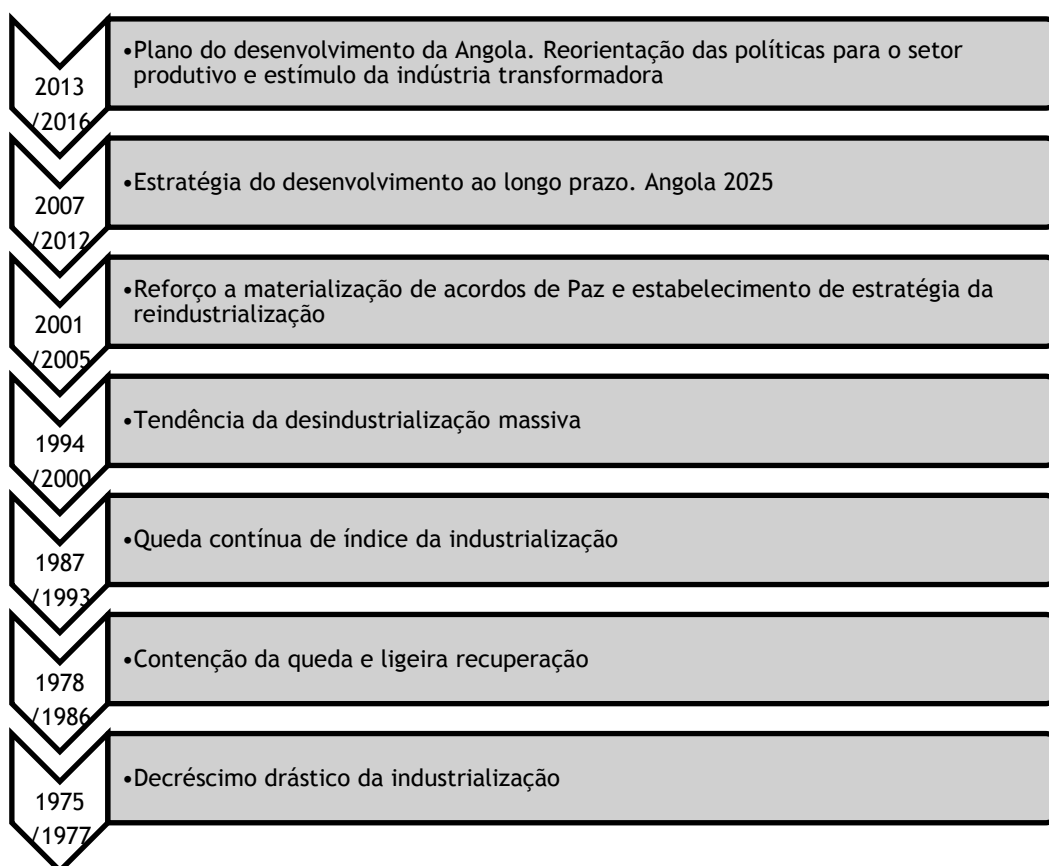 2013
/2016
•Plano do desenvolvimento da Angola. Reorientação das políticas para o setor
produtivo e estímulo da indústria transformadora
2007
/2012
•Estratégia do desenvolvimento ao longo prazo. Angola 2025
2001
/2005
•Reforço a materialização de acordos de Paz e estabelecimento de estratégia da
reindustrialização
1994
/2000
•Tendência da desindustrialização massiva
1987
/1993
•Queda contínua de índice da industrialização
1978
/1986
•Contenção da queda e ligeira recuperação
1975
/1977
•Decréscimo drástico da industrialização